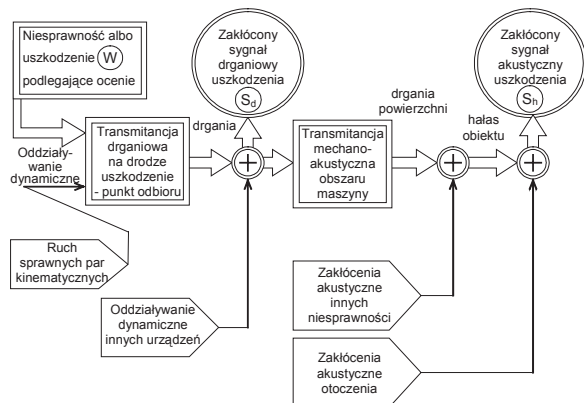 Niesprawność albo
uszkodzenie W
podlegające ocenie
Zakłócony
sygnał
drganiowy
uszkodzenia
Sd
Zakłócony
sygnał
akustyczny
uszkodzenia
Sh
Oddziały-
wanie
dynamiczne
Transmitancja
drganiowa
na drodze
uszkodzenie
- punkt odbioru
drgania
+
Transmitancja
mechano-
akustyczna
obszaru
maszyny
drgania
powierzchni
+
hałas
obiektu
+
Ruch
sprawnych par
kinematycznych
Oddziaływanie
dynamiczne
innych urządzeń
Zakłócenia
akustyczne
innych
niesprawności
Zakłócenia
akustyczne
otoczenia